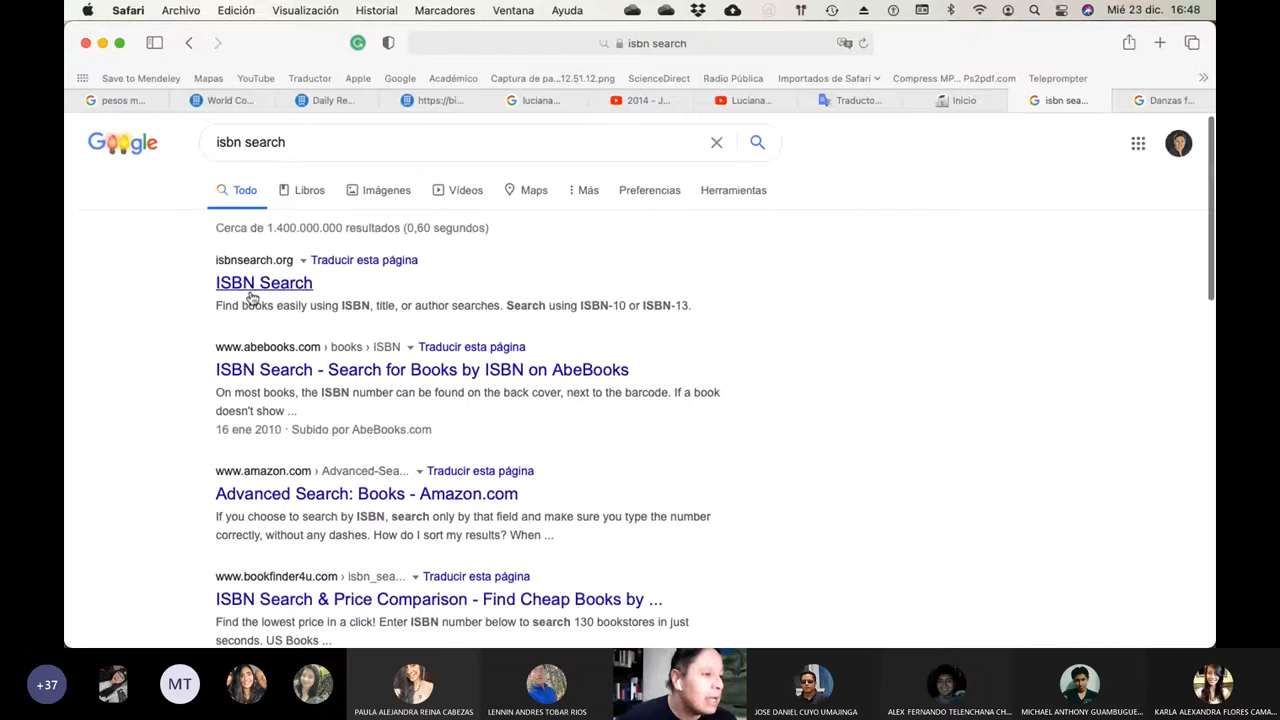 Safari Archivo Edición Visualización Historial Marcadores Ventana Ayuda Mié 23 dic. 16:48
isbn search
Save to Mendeley Mapas YouTube Traductor Apple Google Académico Captura de pa...12.51.12.png ScienceDirect Radio Pública Importados de Safari Compress MP... Ps2pdf.com Teleprompter
pesos m... World Co... Daily Re... https://bi... luciana... 2014 - J... Luciana... Traducto... Inicio isbn sea... Danzas f...
Google isbn search
Todo Libros Imágenes Vídeos Maps Más Preferencias Herramientas
Cerca de 1.400.000.000 resultados (0,60 segundos)
isbnsearch.org Traducir esta página
ISBN Search
Find books easily using ISBN, title, or author searches. Search using ISBN-10 or ISBN-13.
www.abebooks.com › books › ISBN Traducir esta página
ISBN Search - Search for Books by ISBN on AbeBooks
On most books, the ISBN number can be found on the back cover, next to the barcode. If a book
doesn't show ...
16 ene 2010 · Subido por AbeBooks.com
www.amazon.com › Advanced-Sea... Traducir esta página
Advanced Search: Books - Amazon.com
If you choose to search by ISBN, search only by that field and make sure you type the number
correctly, without any dashes. How do I sort my results? When ...
www.bookfinder4u.com › isbn_sea... Traducir esta página
ISBN Search & Price Comparison - Find Cheap Books by ...
Find the lowest price in a click! Enter ISBN number below to search 130 bookstores in just
seconds. US Books ...
+37 MT
PAULA ALEJANDRA REINA CABEZAS LENNIN ANDRES TOBAR RIOS JOSE DANIEL CUYO UMAJINGA ALEX FERNANDO TELENCHANA CH... MICHAEL ANTHONY GUAMBUGUE... KARLA ALEXANDRA FLORES CAMA...